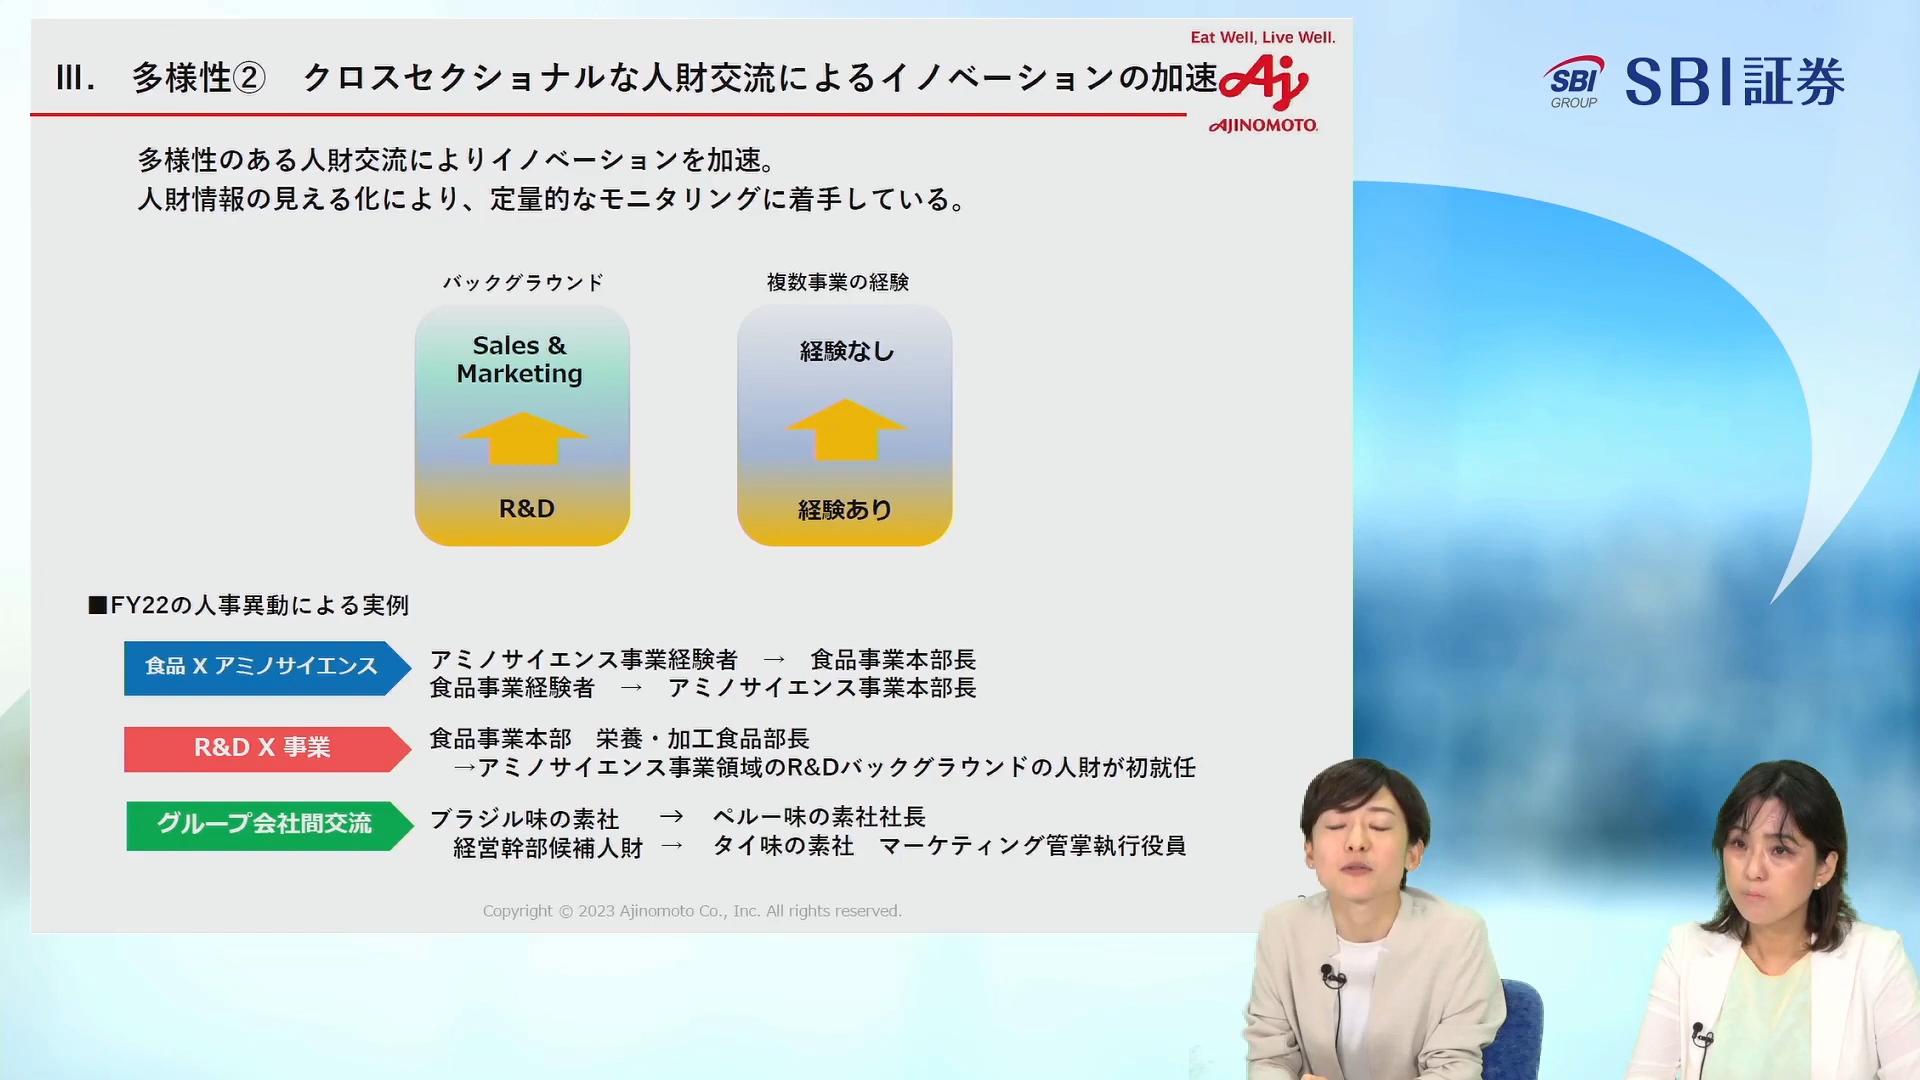 Eat Well, Live Well.
Ⅲ. 多様性② クロスセクショナルな人財交流によるイノベーションの加速
AJINOMOTO
SBI
GROUP
SBI証券
多様性のある人財交流によりイノベーションを加速。
人財情報の見える化により、定量的なモニタリングに着手している。
バックグラウンド
Sales &
Marketing
R&D
複数事業の経験
経験なし
経験あり
■FY22の人事異動による実例
食品 X アミノサイエンス
アミノサイエンス事業経験者 → 食品事業本部長
食品事業経験者 → アミノサイエンス事業本部長
R&D X 事業
食品事業本部 栄養・加工食品部長
→アミノサイエンス事業領域のR&Dバックグラウンドの人財が初就任
グループ会社間交流
ブラジル味の素社 → ペルー味の素社社長
経営幹部候補人財 → タイ味の素社 マーケティング管掌執行役員
Copyright © 2023 Ajinomoto Co., Inc. All rights reserved.